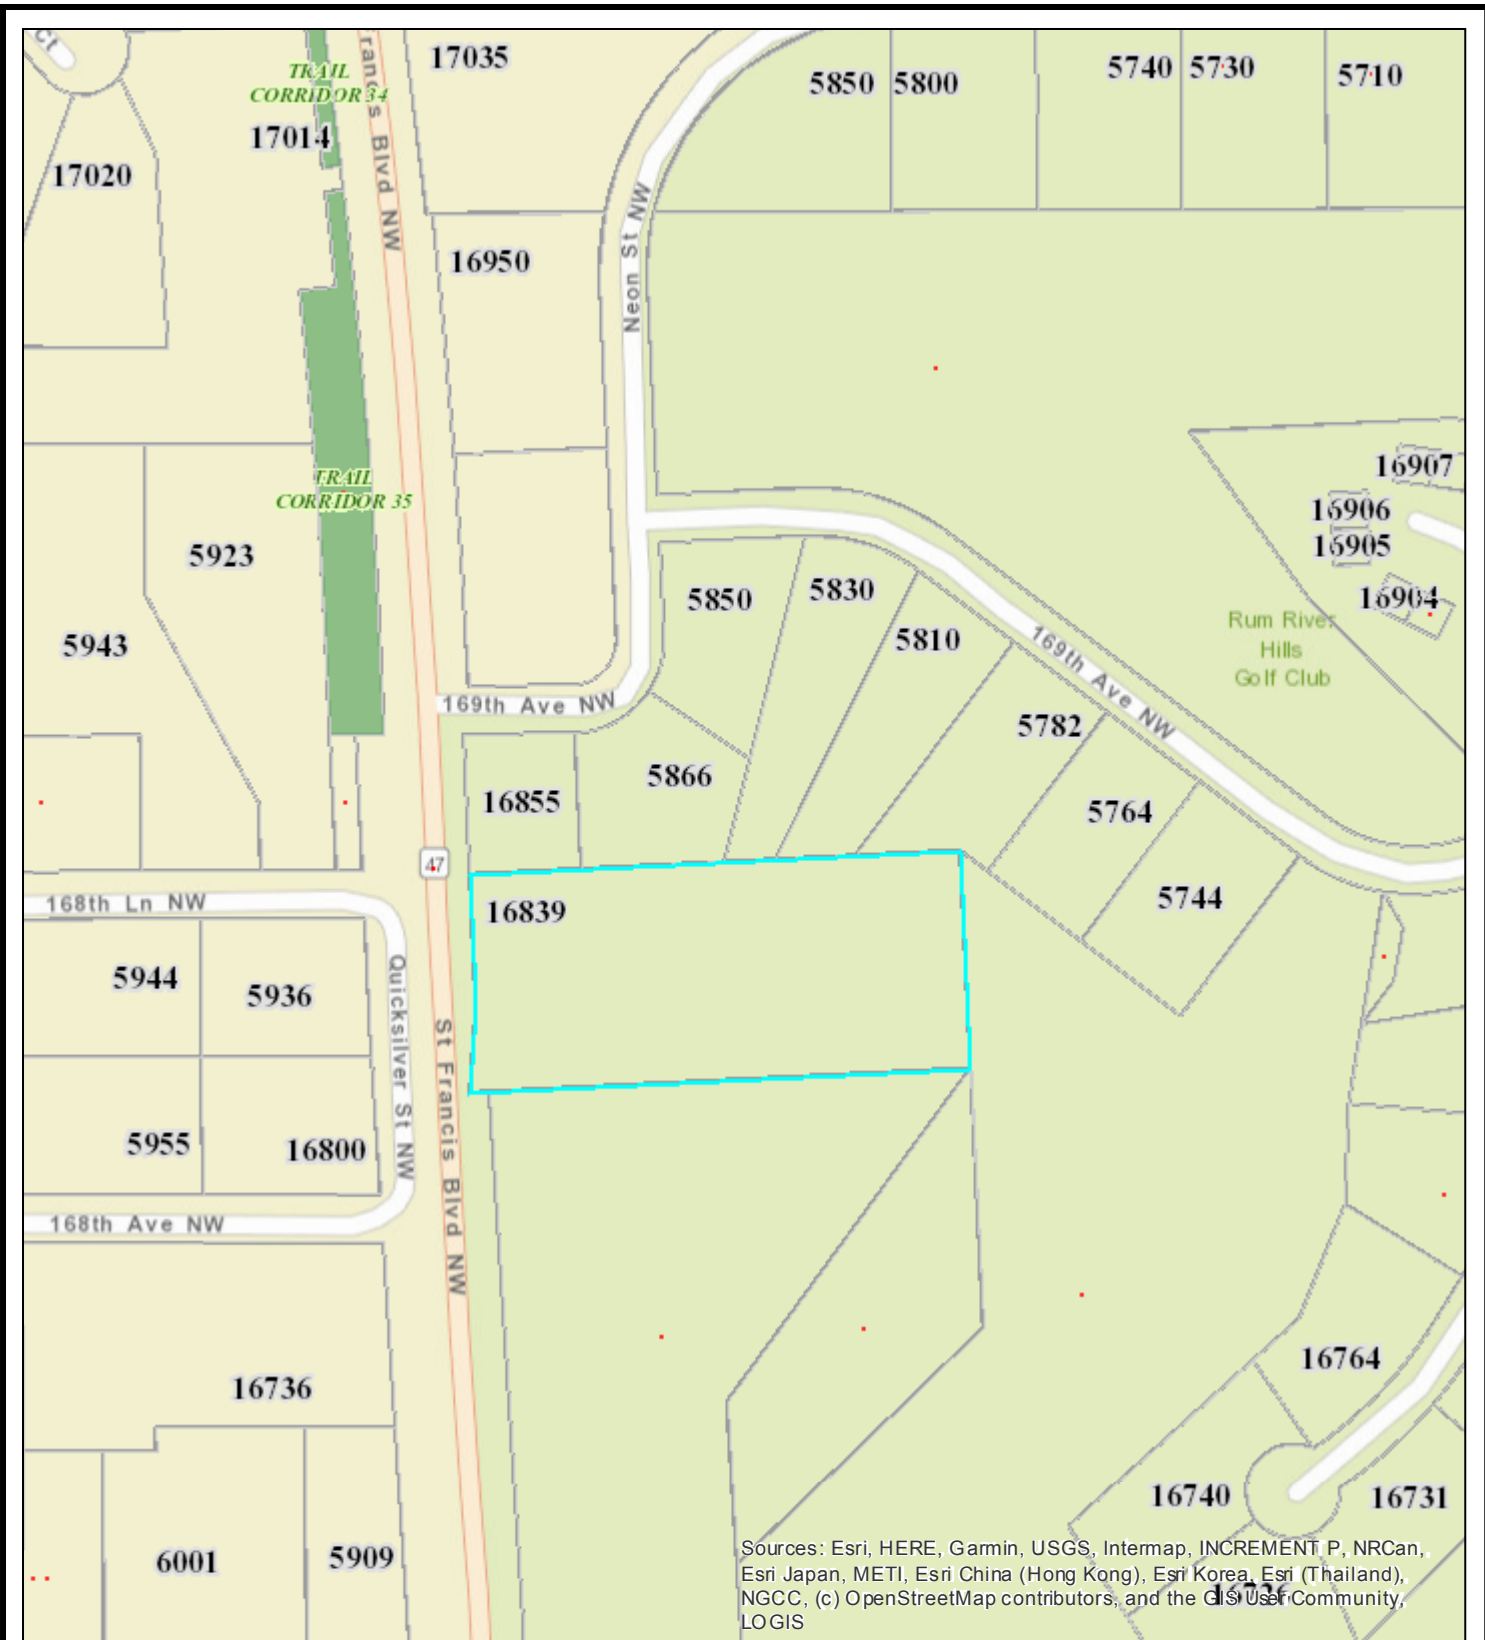 Ct
TRAIL
CORRIDOR 34
17014
17020
rancis Blvd NW
17035
16950
Neon St NW
5850
5800
5740
5730
5710
TRAIL
CORRIDOR 35
5923
5943
16907
16906
16905
16904
Rum River
Hills
Golf Club
5850
5830
5810
5782
5764
5744
169th Ave NW
169th Ave NW
16855
5866
47
16839
168th Ln NW
5944
5936
Quicksilver St NW
St Francis Blvd NW
5955
16800
168th Ave NW
16736
6001
5909
16764
16740
16731
Sources: Esri, HERE, Garmin, USGS, Intermap, INCREMENT P, NRCan,
Esri Japan, METI, Esri China (Hong Kong), Esri Korea, Esri (Thailand),
NGCC, (c) OpenStreetMap contributors, and the GIS User Community,
LOGIS